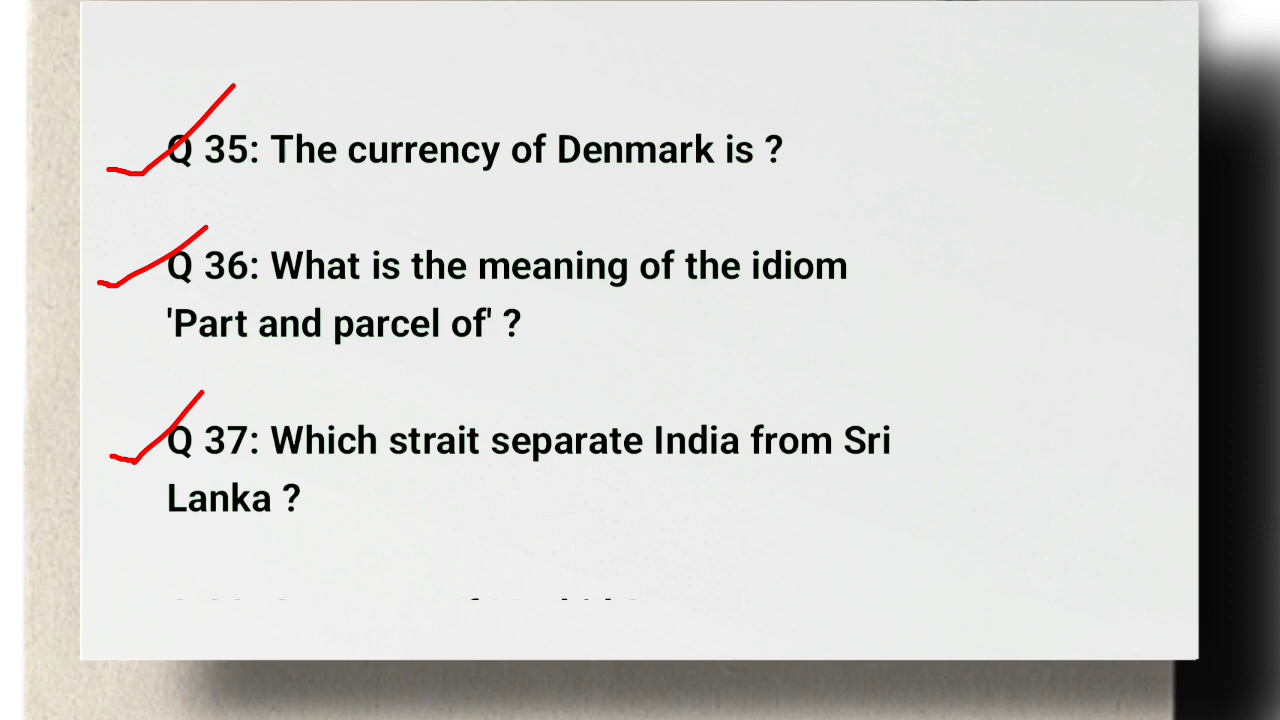 Q 35: The currency of Denmark is ?
Q 36: What is the meaning of the idiom
'Part and parcel of' ?
Q 37: Which strait separate India from Sri
Lanka ?